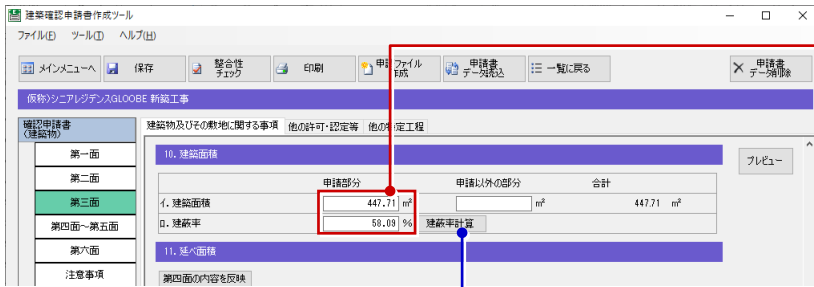 建築確認申請書作成ツール
ファイル(F) ツール(T) ヘルプ(H)
メインメニューへ 保存 整合性チェック 印刷 申請ファイル作成 申請書データ読込 一覧に戻る 申請書データ削除
仮称)シニアレジデンスGLOOBE 新築工事
確認申請書
(建築物)
建築物及びその敷地に関する事項 他の許可・認定等 他の特定工程
第一面
第二面
第三面
第四面～第五面
第六面
注意事項
10. 建築面積
プレビュー
申請部分 申請以外の部分 合計
イ. 建築面積 447.71 m² m² 447.71 m²
ロ. 建蔽率 58.09 % 建蔽率計算
11. 延べ面積
第四面の内容を反映